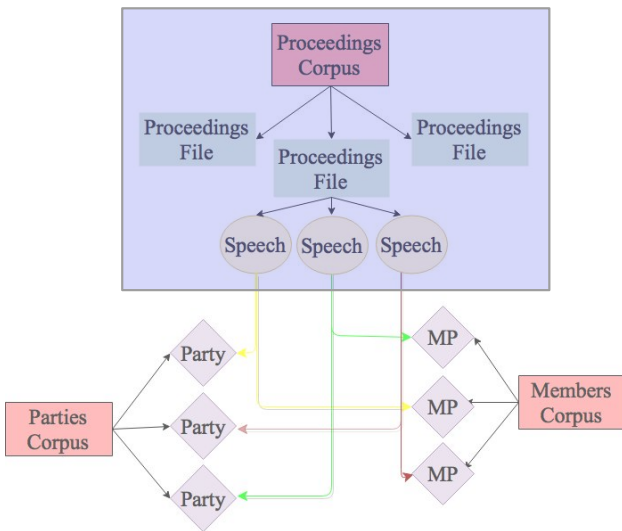 Proceedings
Corpus
Proceedings
File
Proceedings
File
Proceedings
File
Speech
Speech
Speech
Party
MP
Parties
Corpus
Party
MP
Members
Corpus
Party
MP